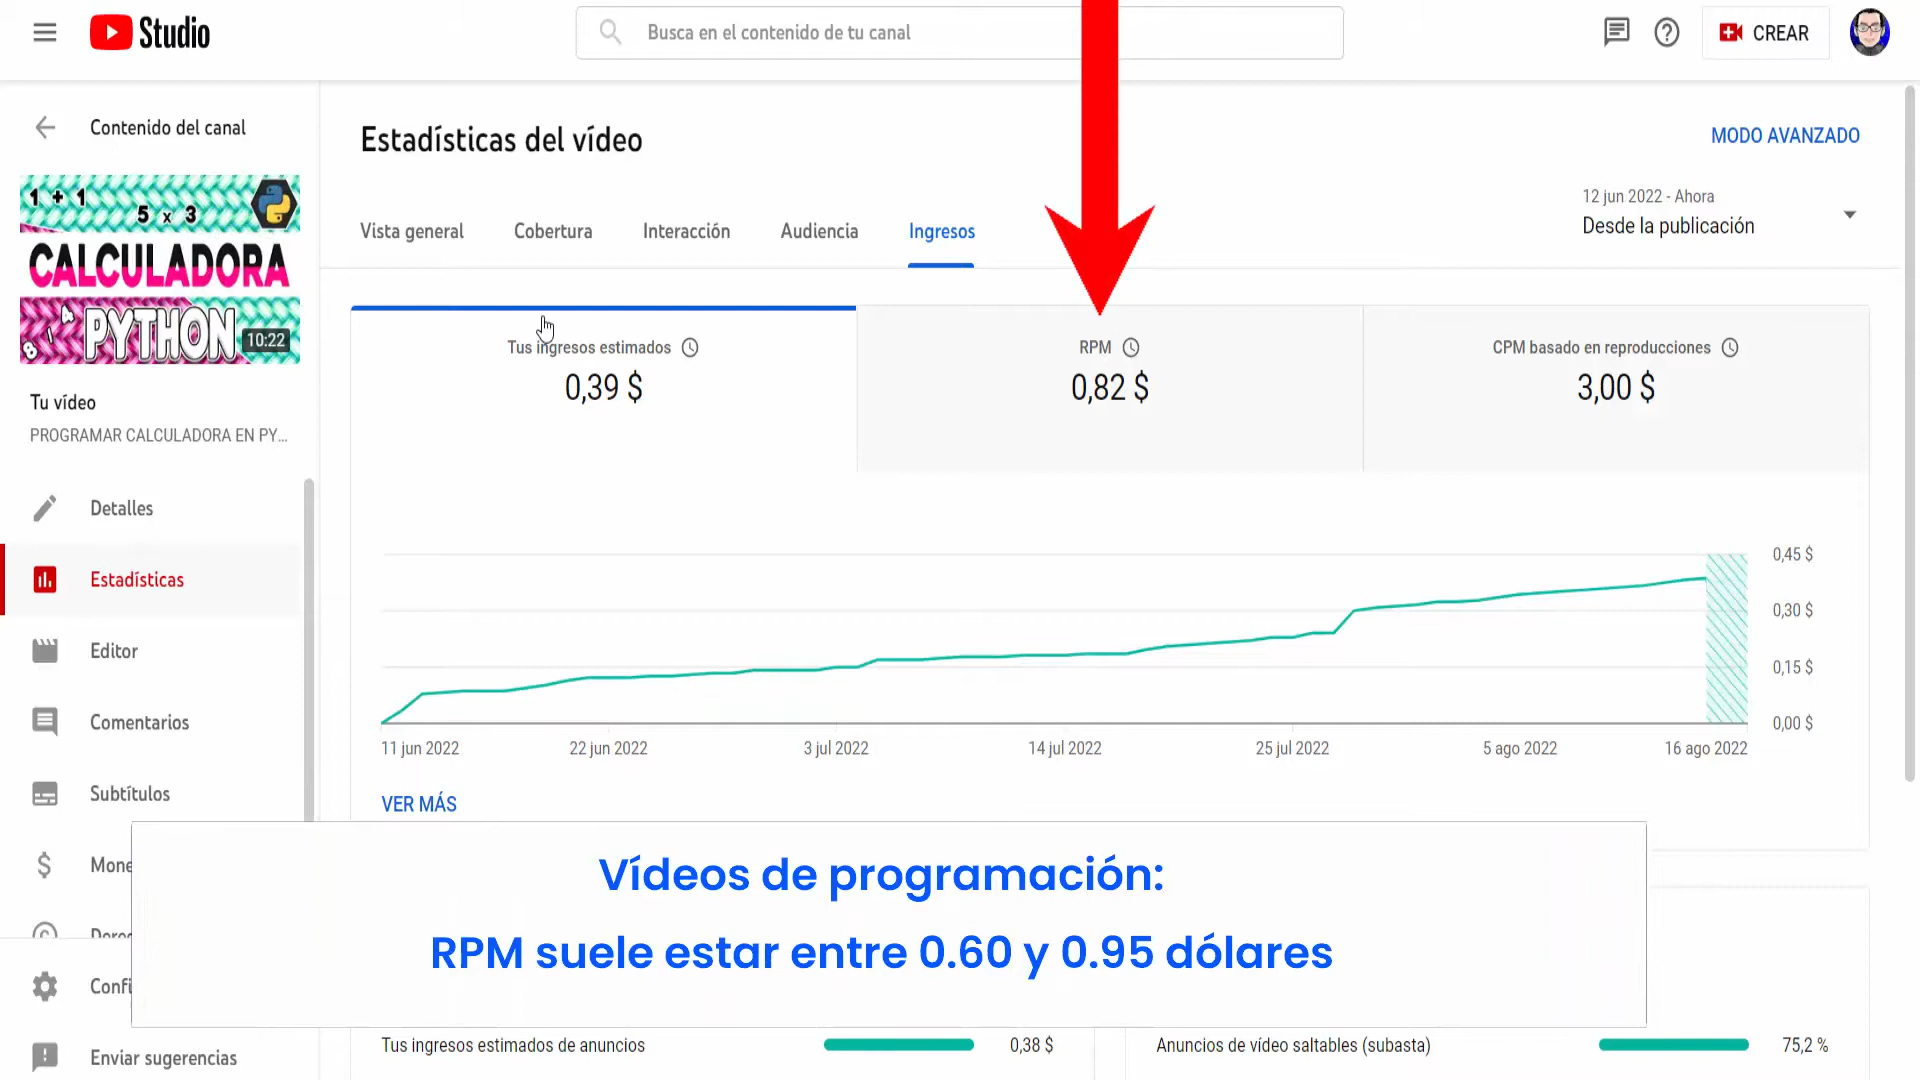 Studio
Busca en el contenido de tu canal
CREAR
Contenido del canal
Estadísticas del vídeo
MODO AVANZADO
12 jun 2022 - Ahora
Desde la publicación
Vista general
Cobertura
Interacción
Audiencia
Ingresos
1 + 1
5 x 3
CALCULADORA
PYTHON
10:22
Tu vídeo
PROGRAMAR CALCULADORA EN PY...
Tus ingresos estimados
0,39 $
RPM
0,82 $
CPM basado en reproducciones
3,00 $
Detalles
Estadísticas
Editor
Comentarios
Subtítulos
Mone
Confi
Enviar sugerencias
0,45 $
0,30 $
0,15 $
0,00 $
11 jun 2022
22 jun 2022
3 jul 2022
14 jul 2022
25 jul 2022
5 ago 2022
16 ago 2022
VER MÁS
Vídeos de programación:
RPM suele estar entre 0.60 y 0.95 dólares
Tus ingresos estimados de anuncios
0,38 $
Anuncios de vídeo saltables (subasta)
75,2 %